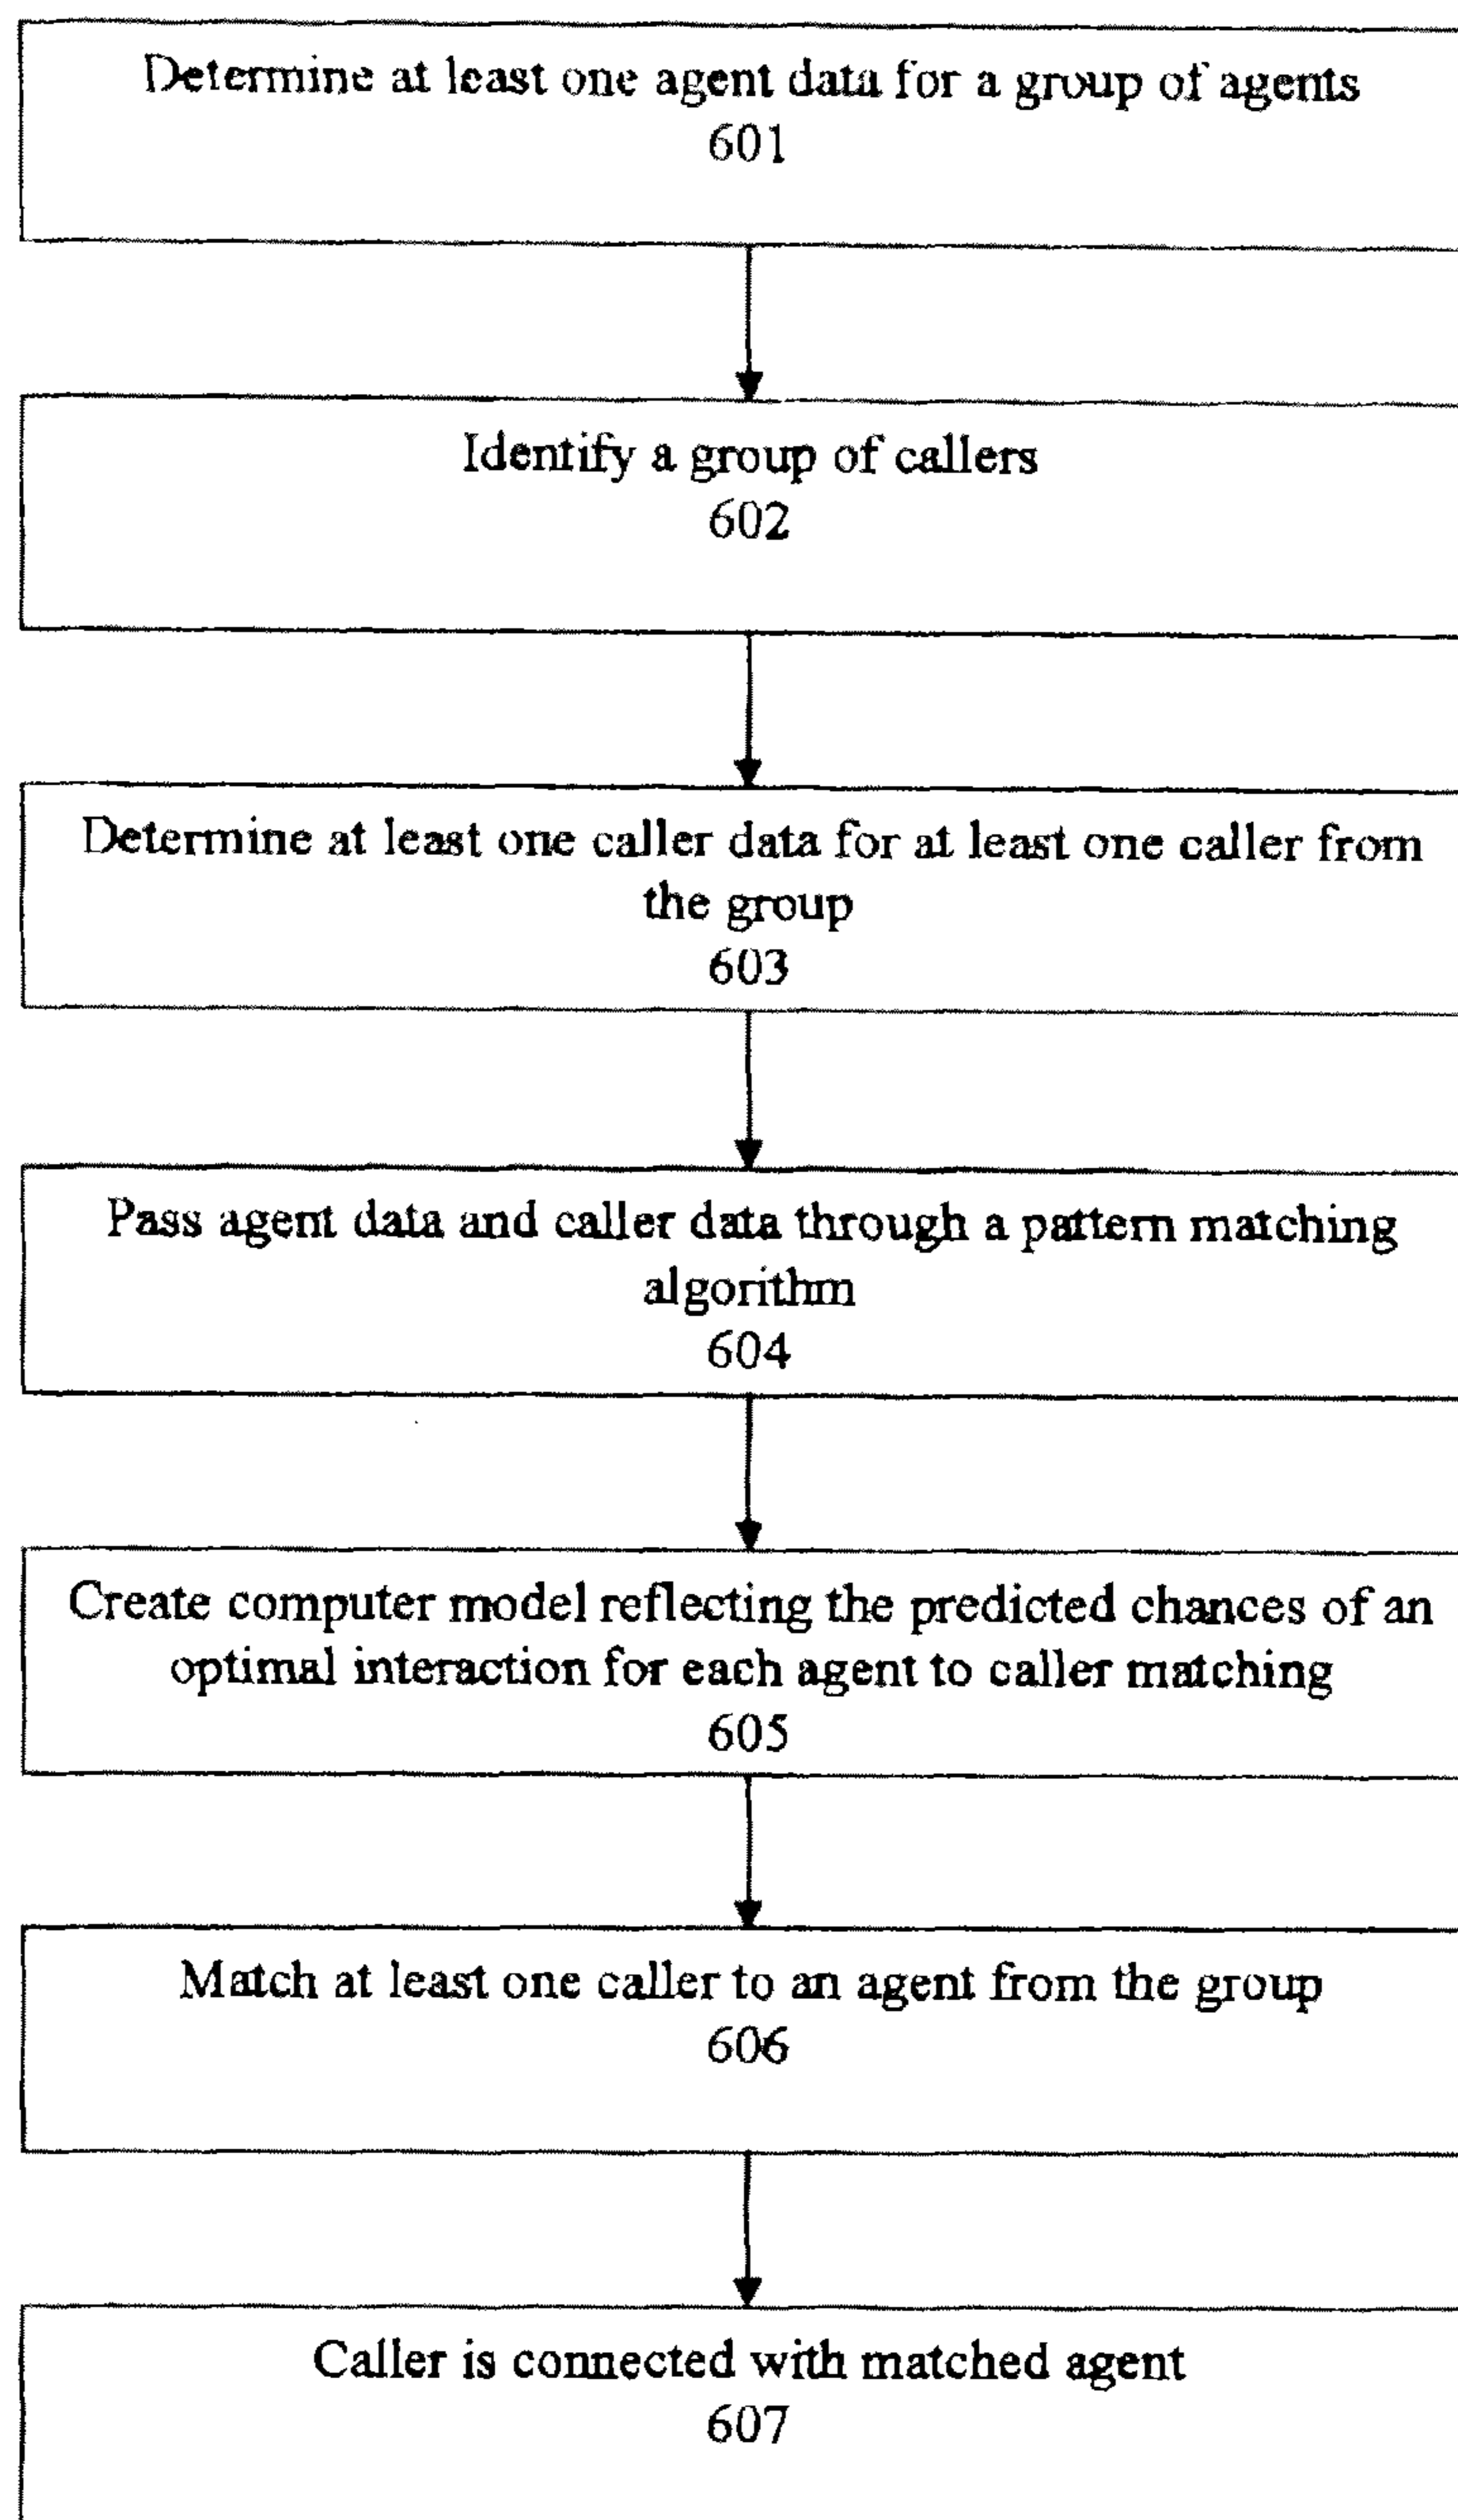 Determine at least one agent data for a group of agents
601
Identify a group of callers
602
Determine at least one caller data for at least one caller from
the group
603
Pass agent data and caller data through a pattern matching
algorithm
604
Create computer model reflecting the predicted chances of an
optimal interaction for each agent to caller matching
605
Match at least one caller to an agent from the group
606
Caller is connected with matched agent
607